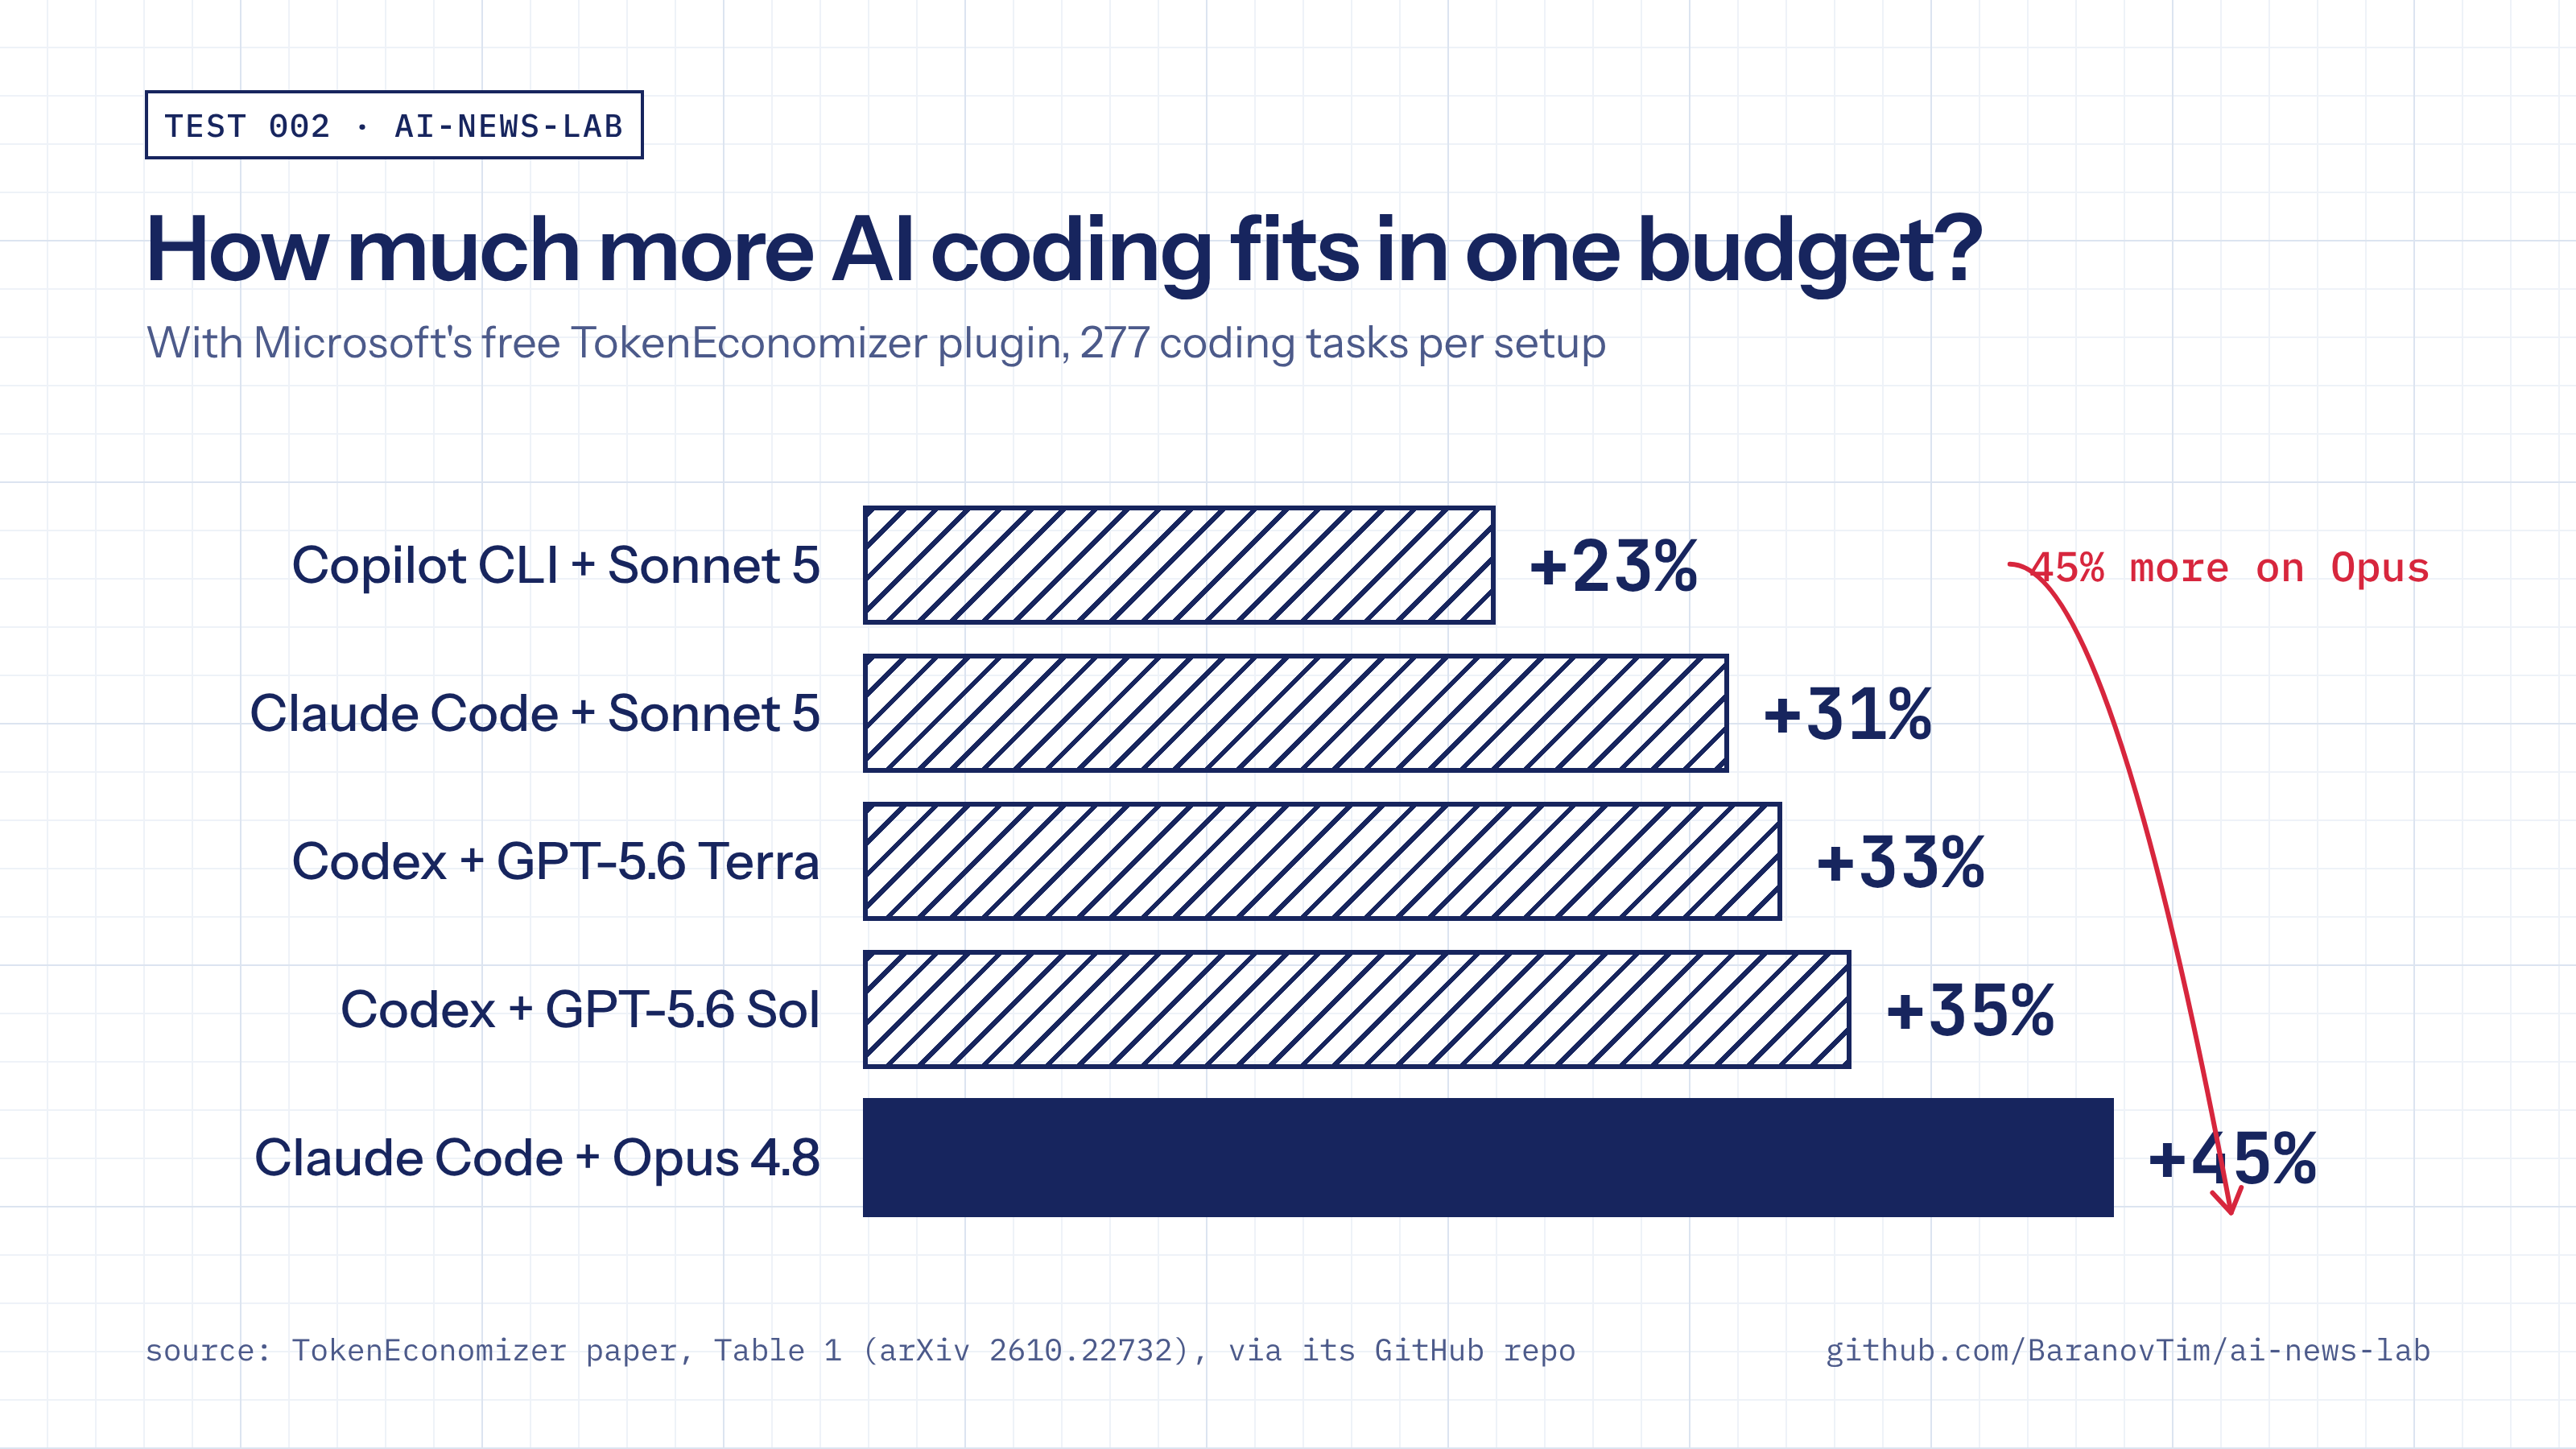 TEST 002 · AI-NEWS-LAB
How much more AI coding fits in one budget?
With Microsoft's free TokenEconomizer plugin, 277 coding tasks per setup
Copilot CLI + Sonnet 5 +23% 45% more on Opus
Claude Code + Sonnet 5 +31%
Codex + GPT-5.6 Terra +33%
Codex + GPT-5.6 Sol +35%
Claude Code + Opus 4.8 +45%
source: TokenEconomizer paper, Table 1 (arXiv 2610.22732), via its GitHub repo github.com/BaranovTim/ai-news-lab